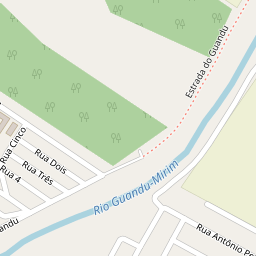 Estrada do Guandu
Rua Cinco
Rua Dois
Rua Três
Rua 4
Rio Guandu-Mirim
Rua Antônio